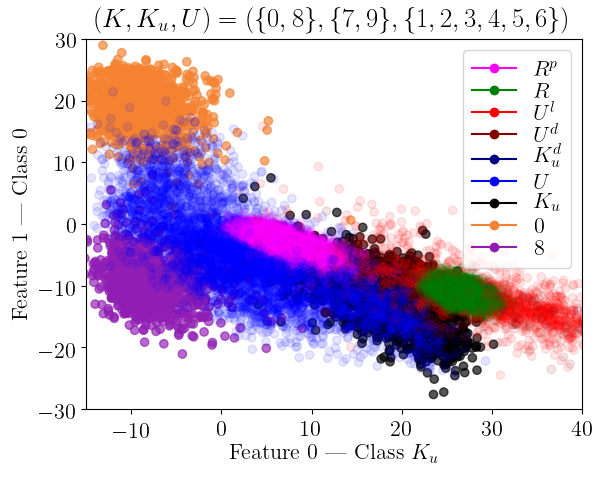 (K, K_u, U) = ({0, 8}, {7, 9}, {1, 2, 3, 4, 5, 6})
30
20
10
0
−10
−20
−30
Feature 1 — Class 0
R^p
R
U^l
U^d
K_u^d
U
K_u
0
8
−10
0
10
20
30
40
Feature 0 — Class K_u